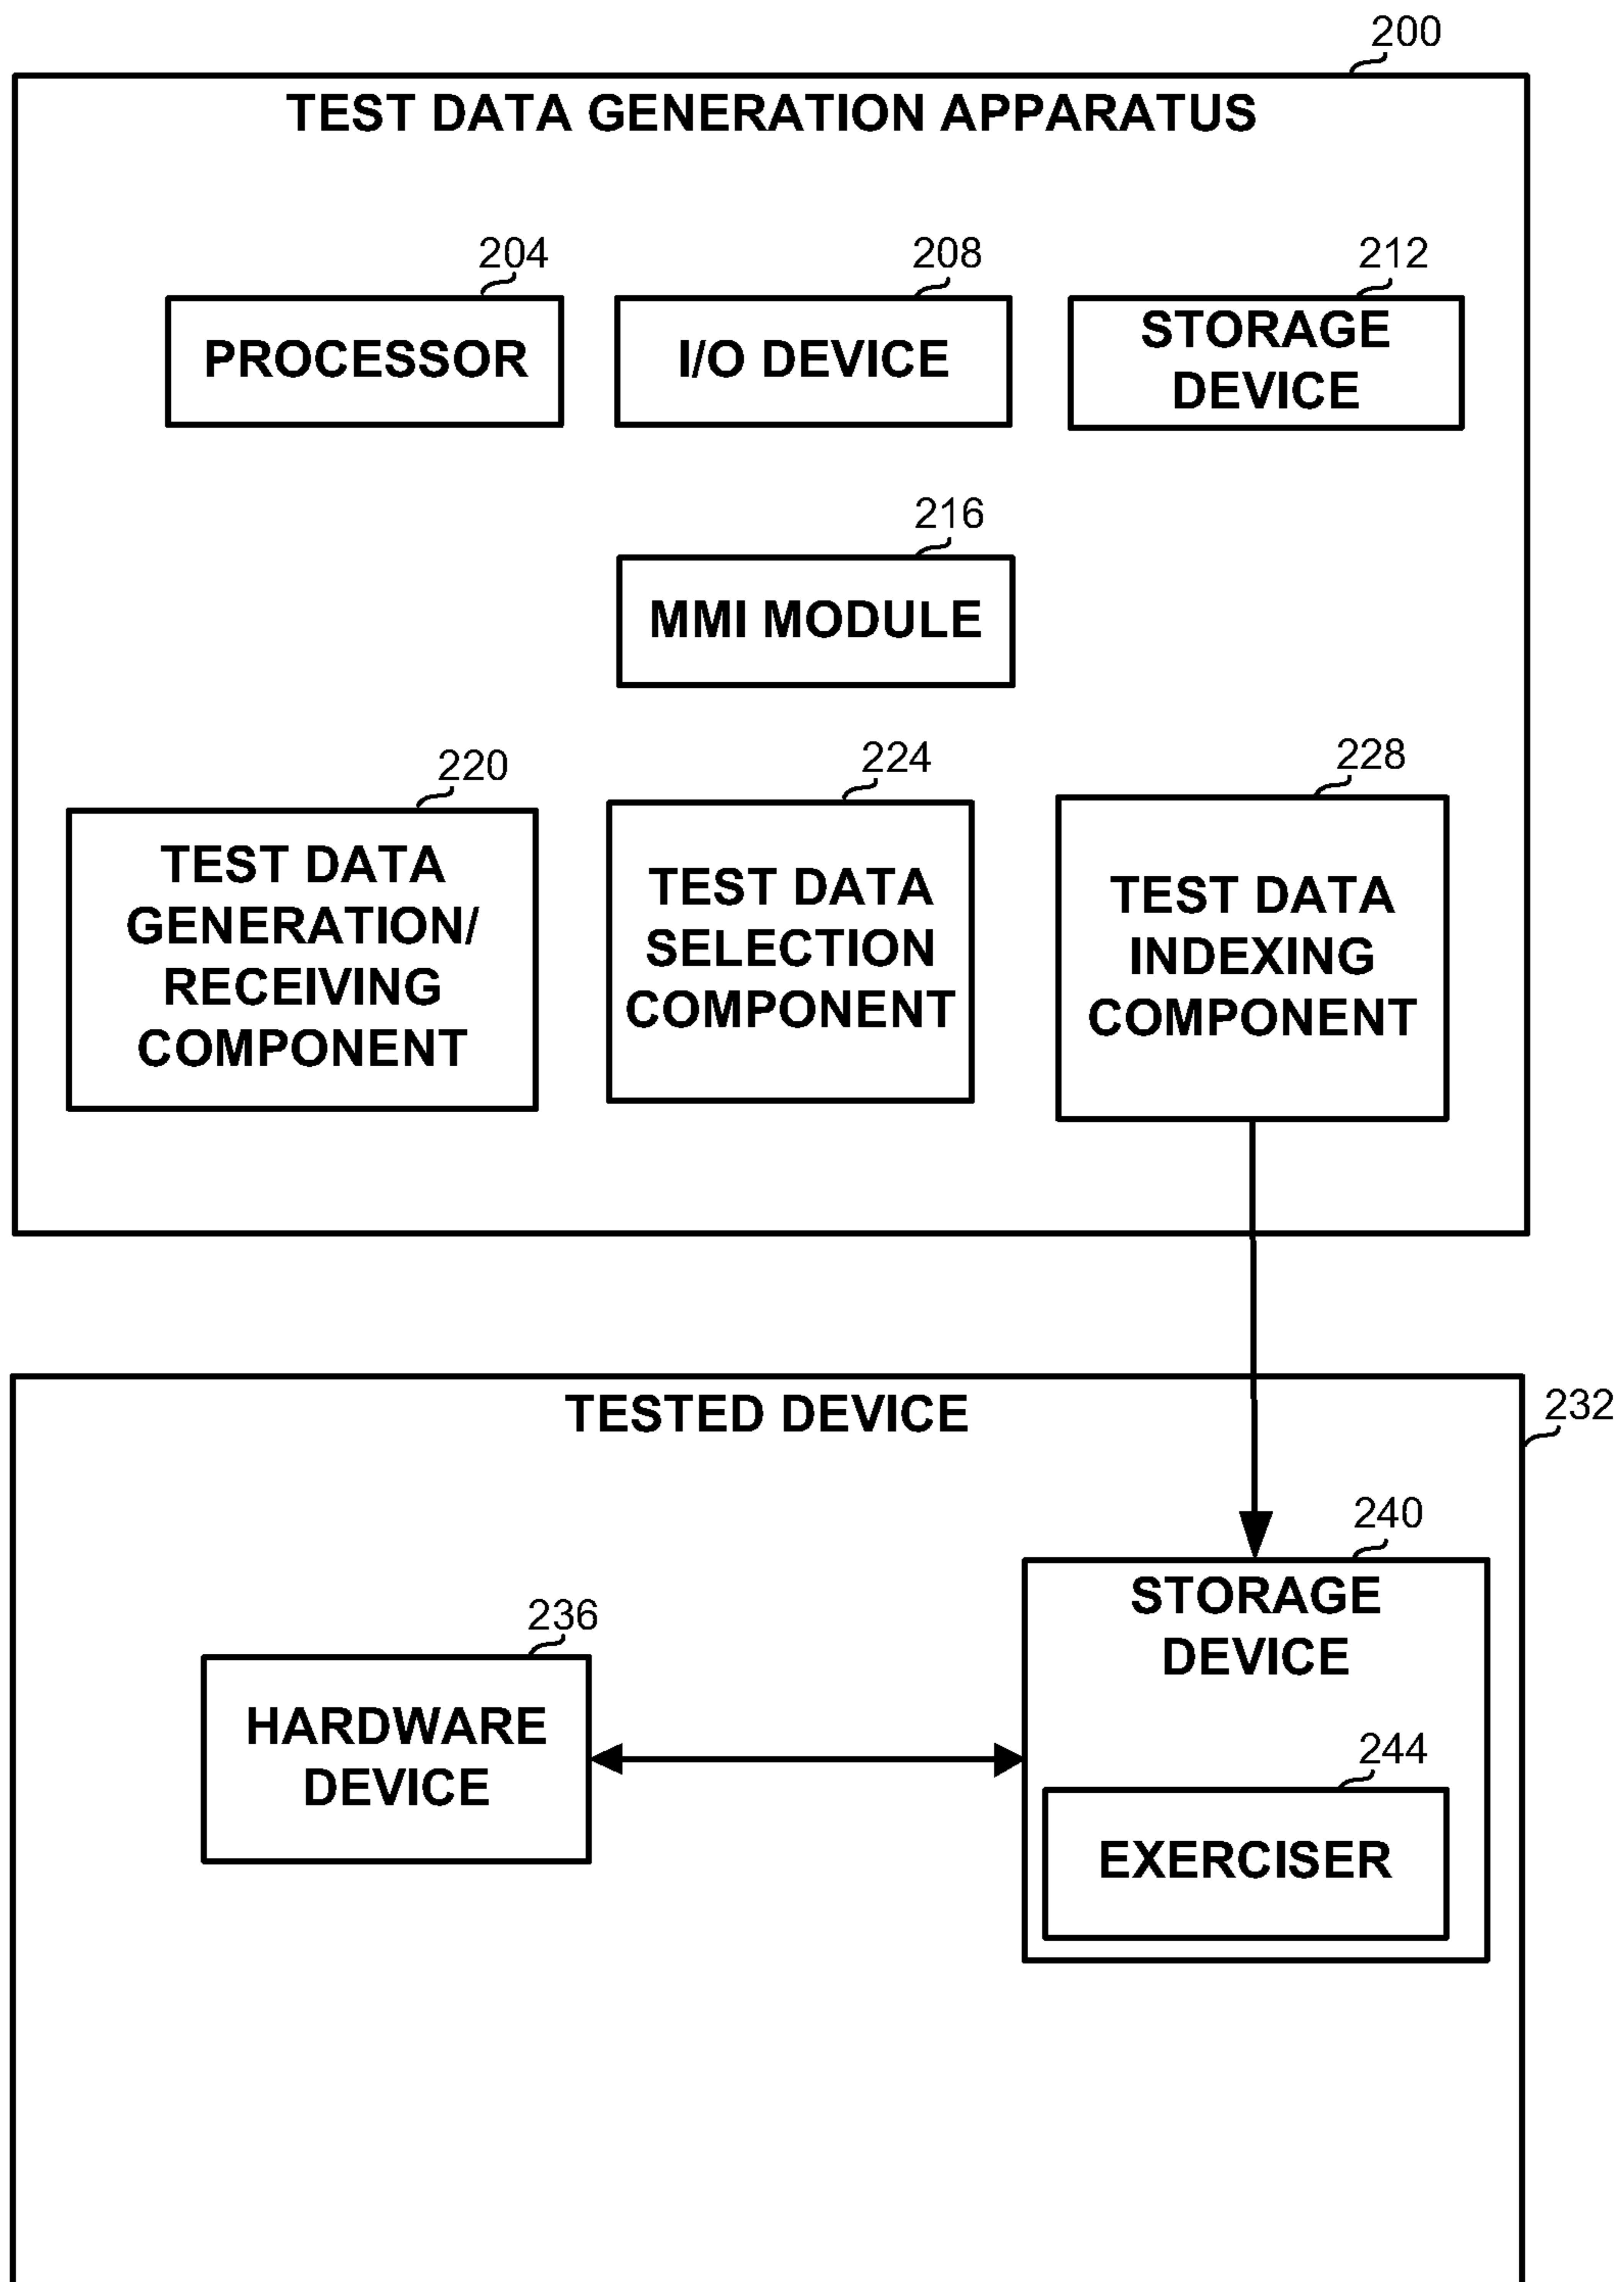 200
TEST DATA GENERATION APPARATUS
204
208
212
PROCESSOR
I/O DEVICE
STORAGE
DEVICE
216
MMI MODULE
220
224
228
TEST DATA
GENERATION/
RECEIVING
COMPONENT
TEST DATA
SELECTION
COMPONENT
TEST DATA
INDEXING
COMPONENT
TESTED DEVICE
232
240
STORAGE
DEVICE
236
HARDWARE
DEVICE
244
EXERCISER